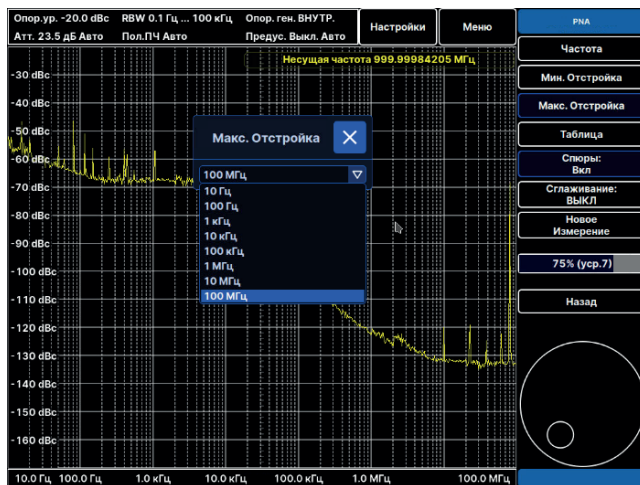 Опор.ур. -20.0 dBc RBW 0.1 Гц ... 100 кГц Опор. ген. ВНУТР.
Атт. 23.5 дБ Авто Пол.ПЧ Авто Предус. Выкл. Авто
Настройки
Меню
PNA
Несущая частота 999.99984205 МГц
Частота
Мин. Отстройка
Макс. Отстройка
Таблица
Спюры:
Вкл
Сглаживание:
ВЫКЛ
Новое
Измерение
75% (уср.7)
Назад
Макс. Отстройка
100 МГц
10 Гц
100 Гц
1 кГц
10 кГц
100 кГц
1 МГц
10 МГц
100 МГц
-30 dBc
-40 dBc
-50 dBc
-60 dBc
-70 dBc
-80 dBc
-90 dBc
-100 dBc
-110 dBc
-120 dBc
-130 dBc
-140 dBc
-150 dBc
-160 dBc
10.0 Гц 100.0 Гц 1.0 кГц 10.0 кГц 100.0 кГц 1.0 МГц 100.0 МГц